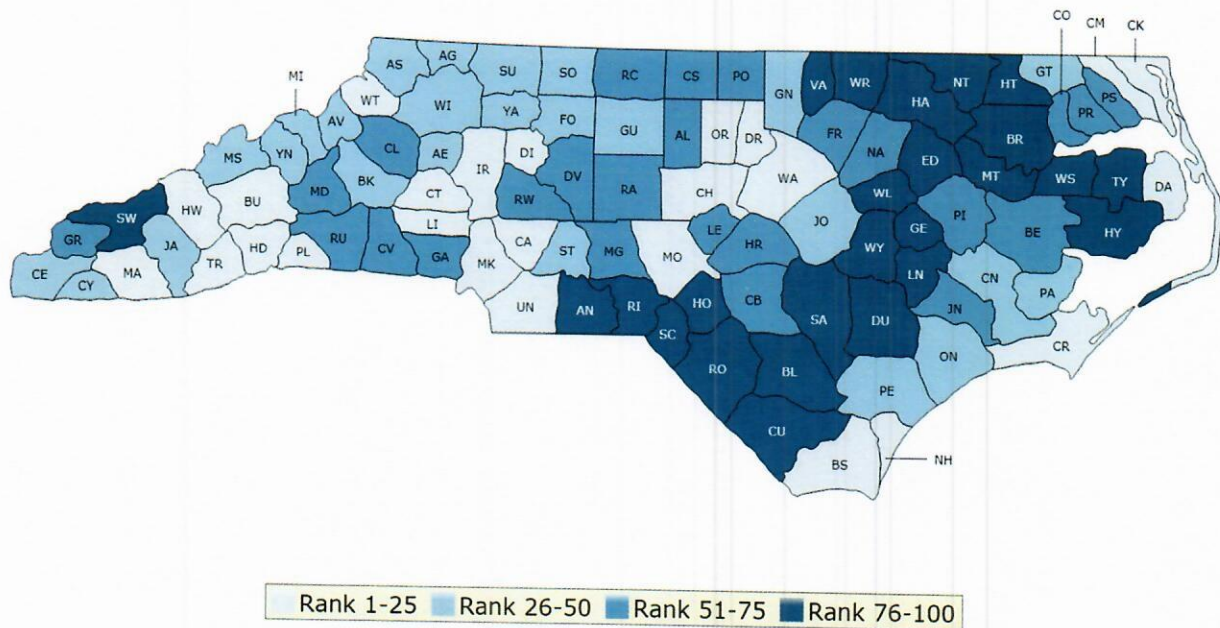 CO CM CK
MI
AS AG SU SO RC CS PO GN VA WR NT HT GT
HA
WT WI YA FO GU AL OR DR FR NA BR CO PR PS
AV
MS YN CL AE IR DI DV RA CH WA WL ED MT WS TY DA
MD BK CT RW
SW HW BU LI LE HR JO GE PI BE HY
GR JA RU CV GA CA ST MG MO WY LN
CE CY MA TR HD PL MK CN PA
UN AN RI HO CB SA DU JN
SC ON CR
RO BL PE
CU
BS NH
Rank 1-25 Rank 26-50 Rank 51-75 Rank 76-100